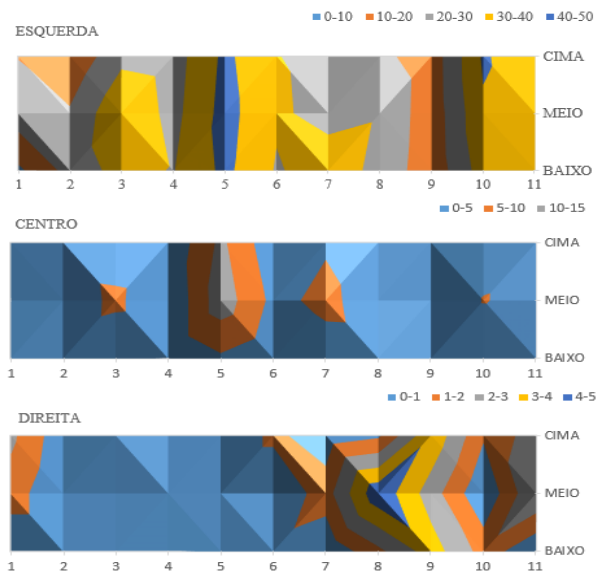 0-10 10-20 20-30 30-40 40-50
ESQUERDA
CIMA
MEIO
BAIXO
1 2 3 4 5 6 7 8 9 10 11
0-5 5-10 10-15
CENTRO
CIMA
MEIO
BAIXO
1 2 3 4 5 6 7 8 9 10 11
0-1 1-2 2-3 3-4 4-5
DIREITA
CIMA
MEIO
BAIXO
1 2 3 4 5 6 7 8 9 10 11